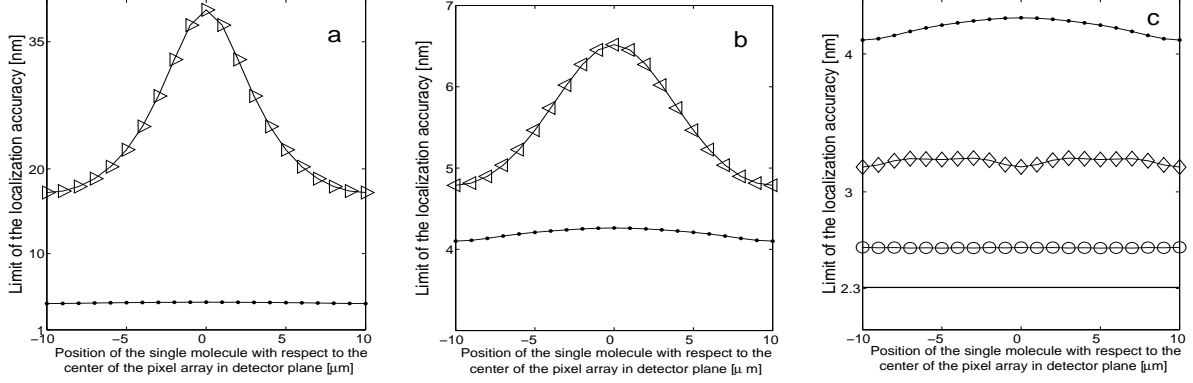 a
35
20
10
1
Limit of the localization accuracy [nm]
−10 −5 0 5 10
Position of the single molecule with respect to the
center of the pixel array in detector plane [μm]
b
7
6
5
4
Limit of the localization accuracy [nm]
−10 −5 0 5 10
Position of the single molecule with respect to the
center of the pixel array in detector plane [μ m]
c
4
3
2.3
Limit of the localization accuracy [nm]
−10 −5 0 5 10
Position of the single molecule with respect to the
center of the pixel array in detector plane [μm]